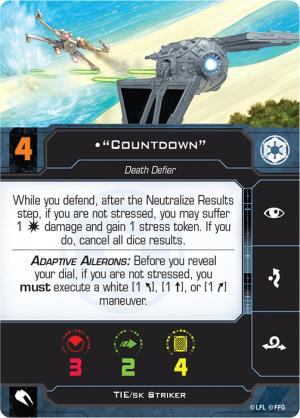 4
•"Countdown"
Death Defier
While you defend, after the Neutralize Results
step, if you are not stressed, you may suffer
1 damage and gain 1 stress token. If you
do, cancel all dice results.
Adaptive Ailerons: Before you reveal
your dial, if you are not stressed, you
must execute a white (1 ), (1 ), or (1 )
maneuver.
3 2 4
TIE/sk Striker
©LFL ©FFG